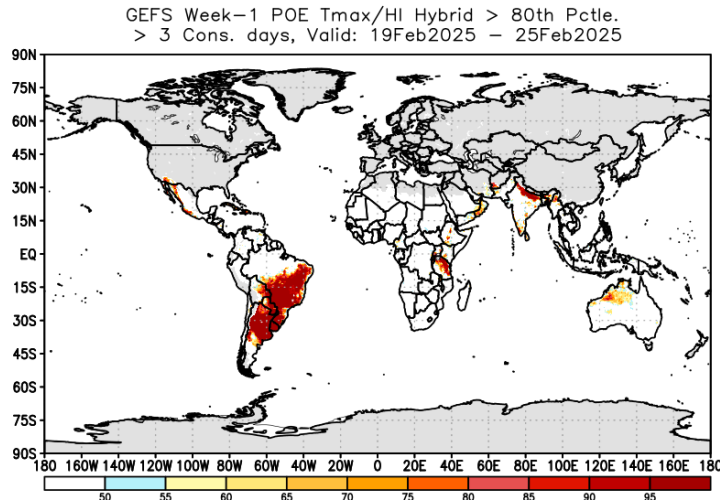 GEFS Week-1 POE Tmax/HI Hybrid > 80th Pctle.
> 3 Cons. days, Valid: 19Feb2025 - 25Feb2025
90N
75N
60N
45N
30N
15N
EQ
15S
30S
45S
60S
75S
90S
180 160W 140W 120W 100W 80W 60W 40W 20W 0 20E 40E 60E 80E 100E 120E 140E 160E 180
50 55 60 65 70 75 80 85 90 95